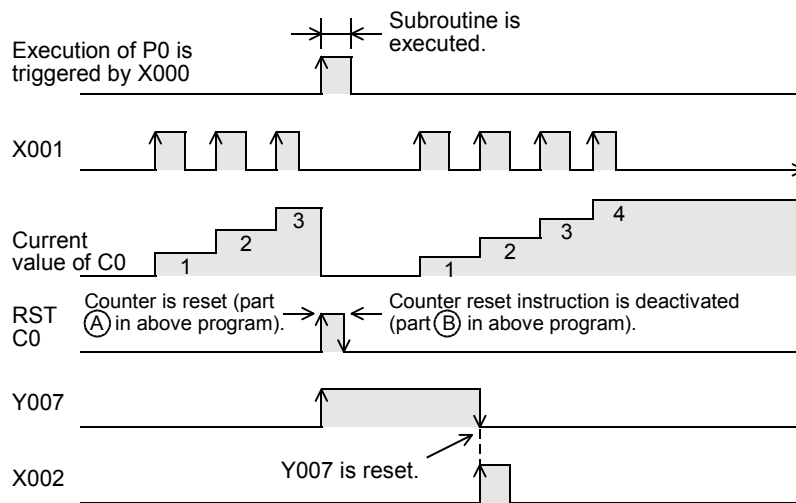 Subroutine is
executed.
Execution of P0 is
triggered by X000
X001
Current
value of C0
1
2
3
1
2
3
4
RST
C0
Counter is reset (part
Ⓐ in above program).
Counter reset instruction is deactivated
(part Ⓑ in above program).
Y007
Y007 is reset.
X002